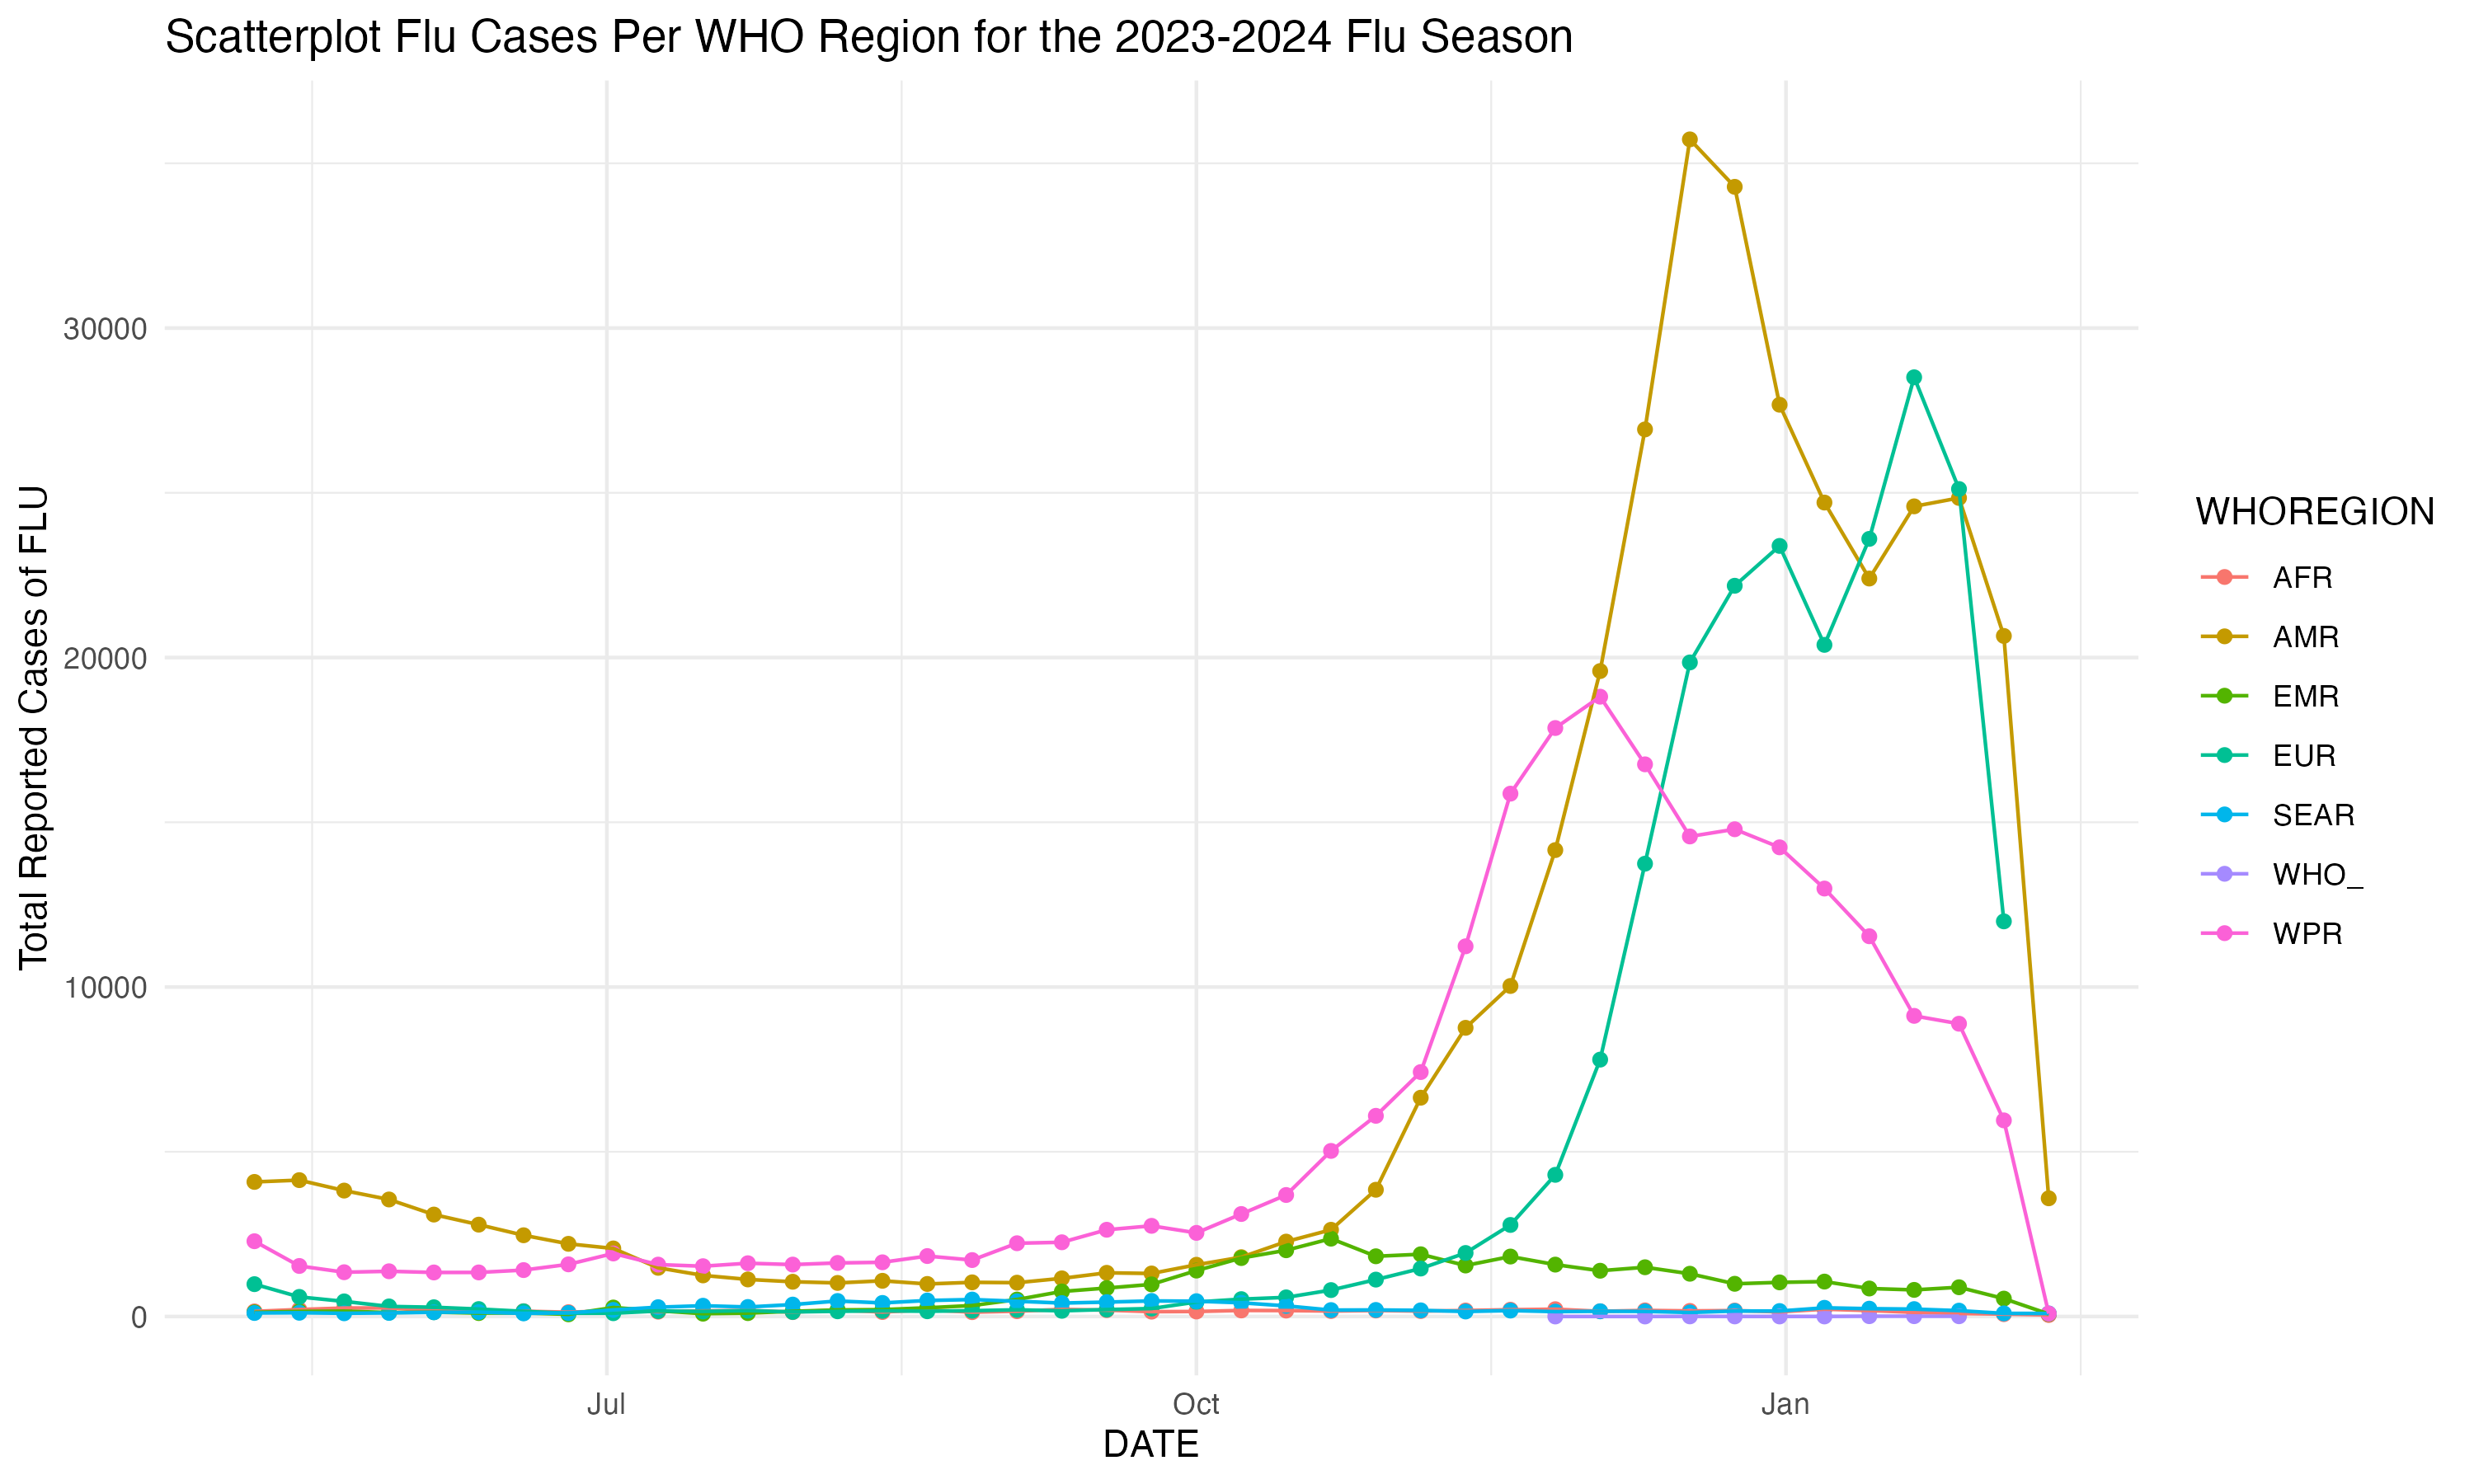 Scatterplot Flu Cases Per WHO Region for the 2023-2024 Flu Season
Total Reported Cases of FLU
30000
20000
10000
0
Jul
Oct
Jan
DATE
WHOREGION
AFR
AMR
EMR
EUR
SEAR
WHO_
WPR